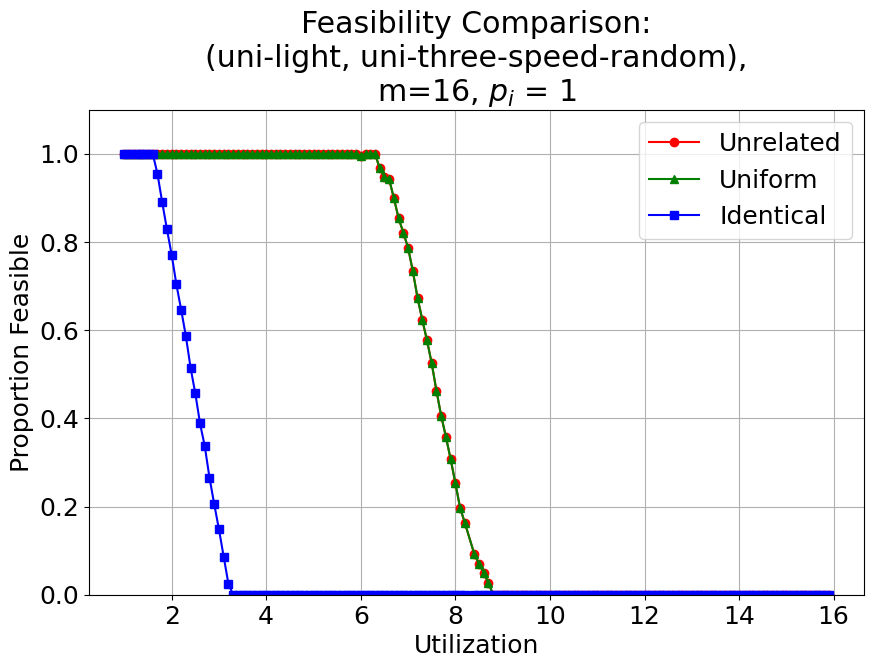 Feasibility Comparison:
(uni-light, uni-three-speed-random),
m=16, $p_i$ = 1
Unrelated
Uniform
Identical
Proportion Feasible
1.0
0.8
0.6
0.4
0.2
0.0
2 4 6 8 10 12 14 16
Utilization